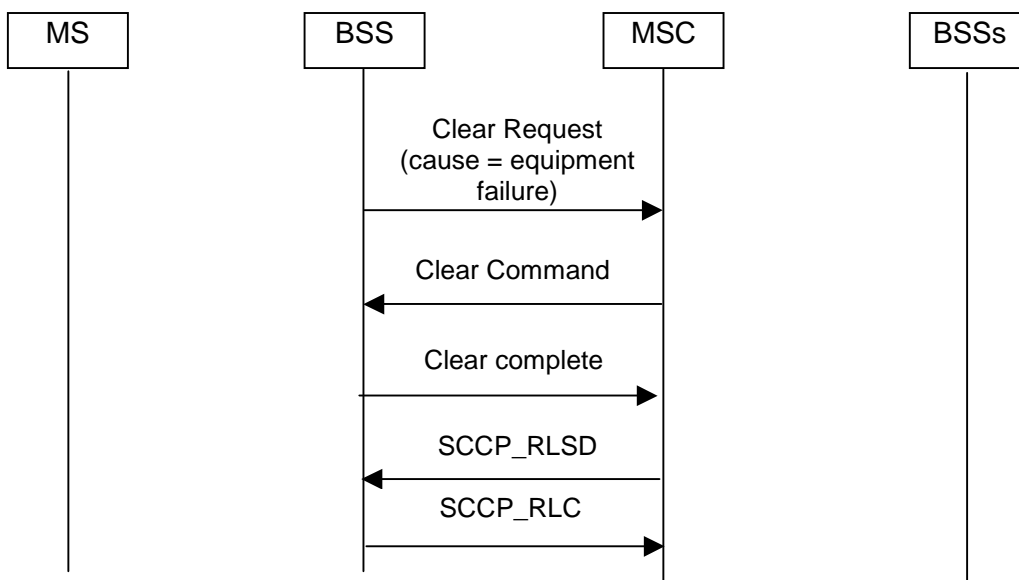 MS
BSS
MSC
BSSs
Clear Request
(cause = equipment
failure)
Clear Command
Clear complete
SCCP_RLSD
SCCP_RLC